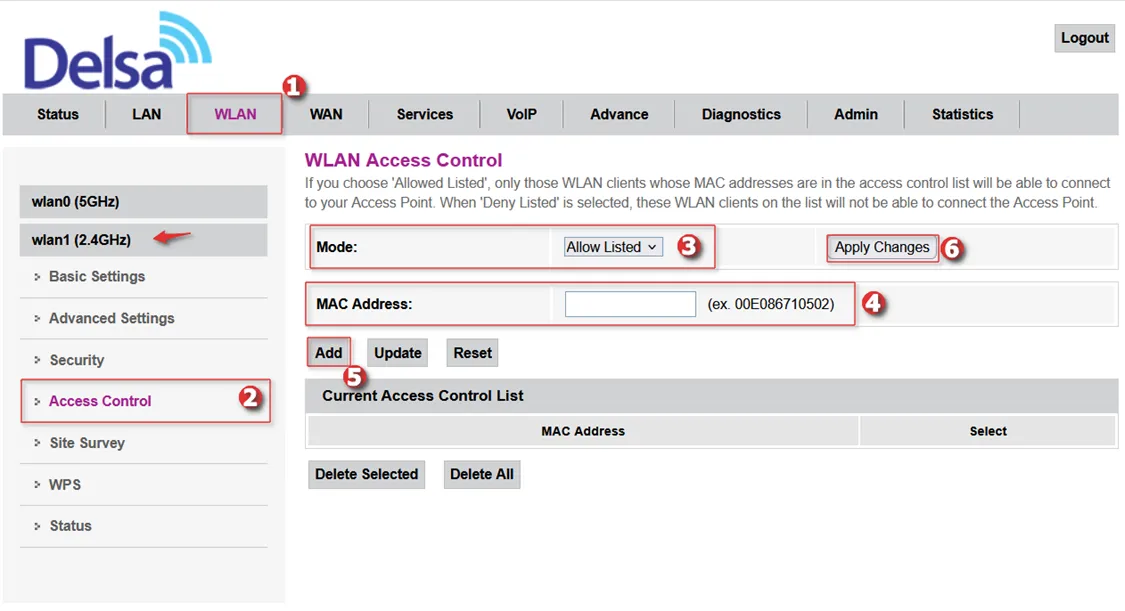 Delsa
Logout
1
Status LAN WLAN WAN Services VoIP Advance Diagnostics Admin Statistics
wlan0 (5GHz)
wlan1 (2.4GHz)
Basic Settings
Advanced Settings
Security
Access Control 2
Site Survey
WPS
Status
WLAN Access Control
If you choose 'Allowed Listed', only those WLAN clients whose MAC addresses are in the access control list will be able to connect
to your Access Point. When 'Deny Listed' is selected, these WLAN clients on the list will not be able to connect the Access Point.
Mode: Allow Listed 3 Apply Changes 6
MAC Address: (ex. 00E086710502) 4
Add Update Reset
5
Current Access Control List
MAC Address Select
Delete Selected Delete All